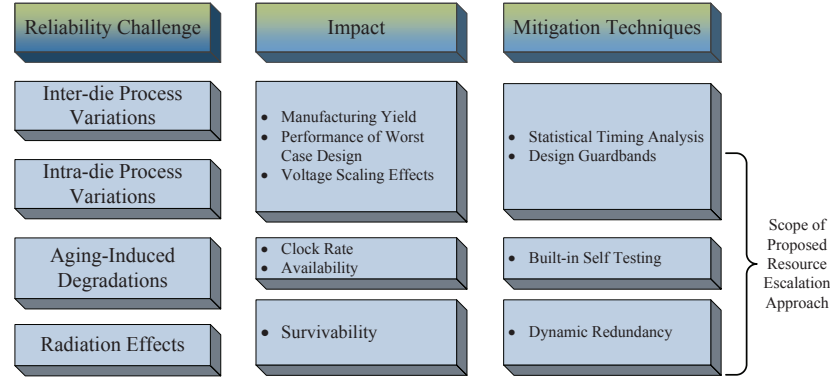 Reliability Challenge
Impact
Mitigation Techniques
Inter-die Process
Variations
Intra-die Process
Variations
Aging-Induced
Degradations
Radiation Effects
• Manufacturing Yield
• Performance of Worst
Case Design
• Voltage Scaling Effects
• Clock Rate
• Availability
• Survivability
• Statistical Timing Analysis
• Design Guardbands
• Built-in Self Testing
• Dynamic Redundancy
Scope of
Proposed
Resource
Escalation
Approach